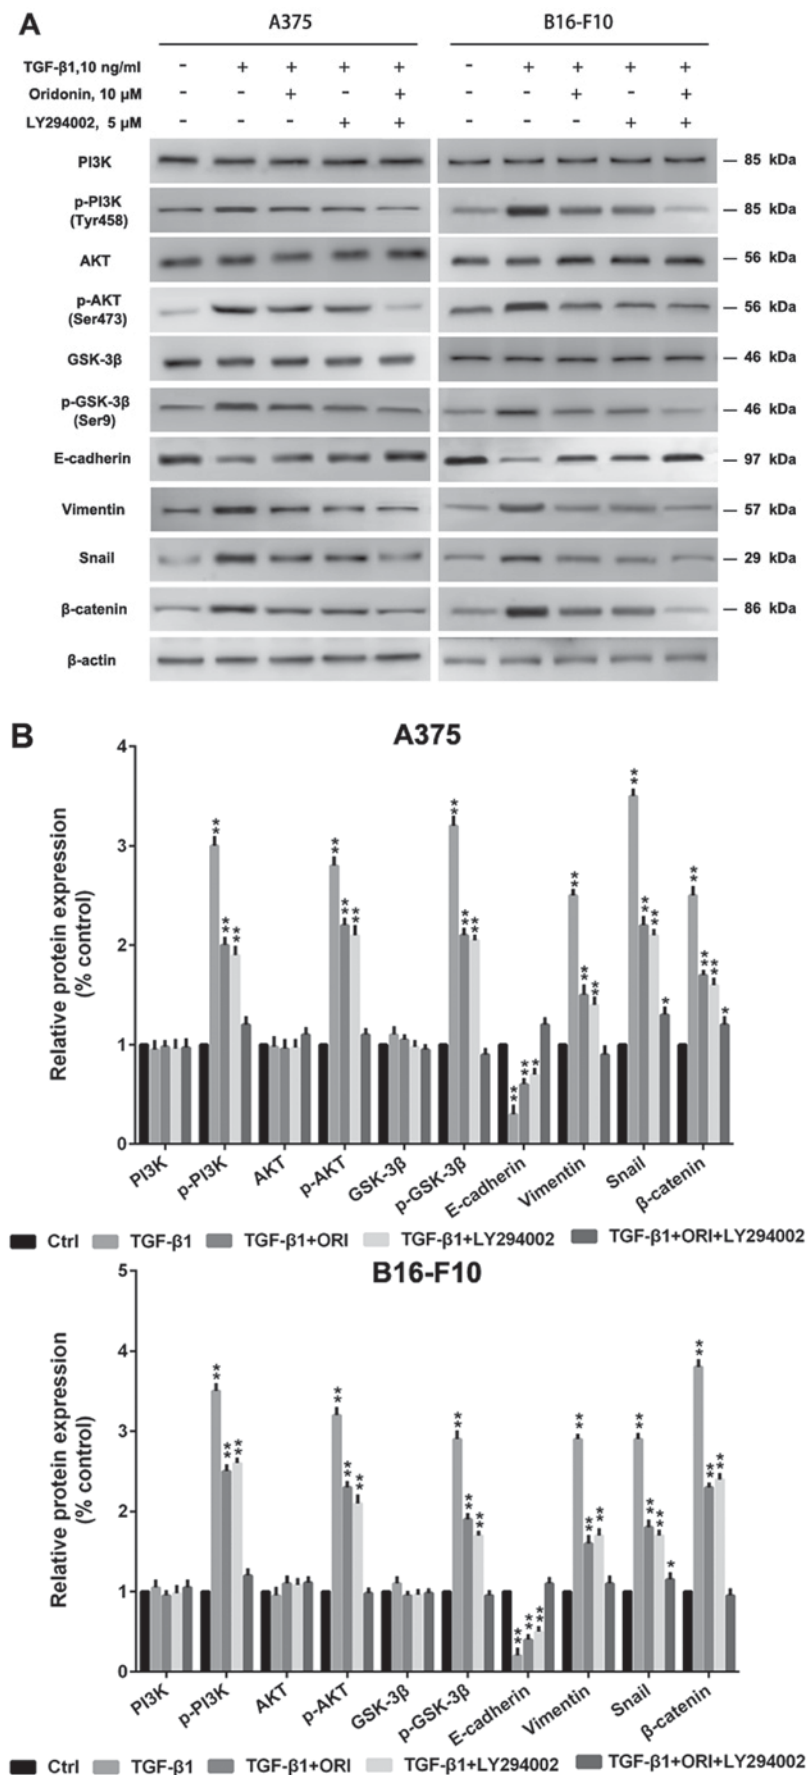 A
A375
B16-F10
TGF-β1,10 ng/ml - + + + + - + + + +
Oridonin, 10 μM - - + - + - - + - +
LY294002, 5 μM - - - + + - - - + +
PI3K — 85 kDa
p-PI3K
(Tyr458) — 85 kDa
AKT — 56 kDa
p-AKT
(Ser473) — 56 kDa
GSK-3β — 46 kDa
p-GSK-3β
(Ser9) — 46 kDa
E-cadherin — 97 kDa
Vimentin — 57 kDa
Snail — 29 kDa
β-catenin — 86 kDa
β-actin
B
A375
Relative protein expression
(% control)
4
3
2
1
0
** ** ** ** ** ** ** ** ** ** ** * ** ** ** ** ** ** * ** ** ** *
PI3K p-PI3K AKT p-AKT GSK-3β p-GSK-3β E-cadherin Vimentin Snail β-catenin
Ctrl TGF-β1 TGF-β1+ORI TGF-β1+LY294002 TGF-β1+ORI+LY294002
B16-F10
Relative protein expression
(% control)
5
4
3
2
1
0
** ** ** ** ** ** ** ** ** ** ** ** ** ** ** ** ** ** * ** ** **
PI3K p-PI3K AKT p-AKT GSK-3β p-GSK-3β E-cadherin Vimentin Snail β-catenin
Ctrl TGF-β1 TGF-β1+ORI TGF-β1+LY294002 TGF-β1+ORI+LY294002